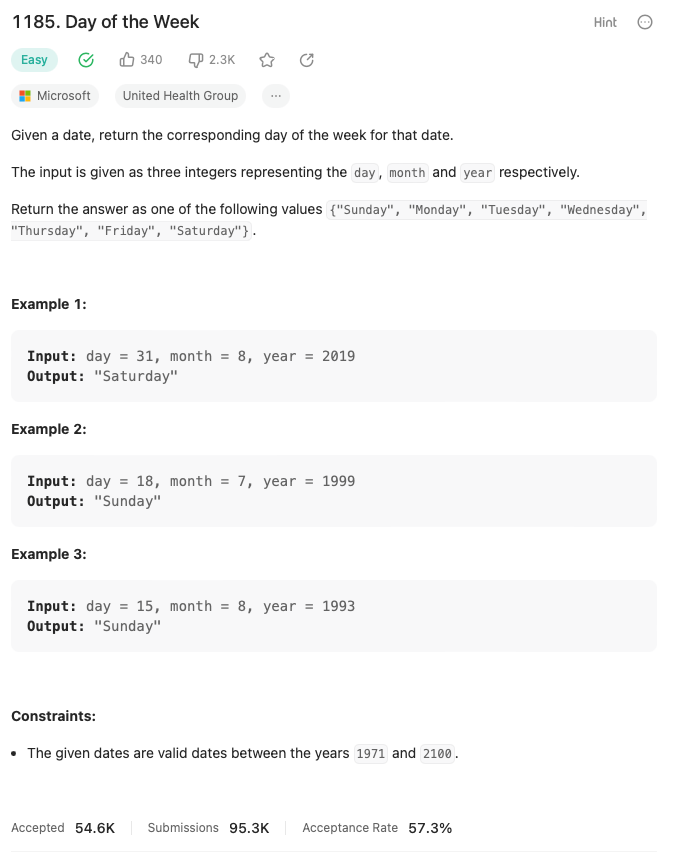 1185. Day of the Week Hint
Easy 340 2.3K
Microsoft United Health Group ...
Given a date, return the corresponding day of the week for that date.
The input is given as three integers representing the day, month and year respectively.
Return the answer as one of the following values {"Sunday", "Monday", "Tuesday", "Wednesday",
"Thursday", "Friday", "Saturday"}.
Example 1:
Input: day = 31, month = 8, year = 2019
Output: "Saturday"
Example 2:
Input: day = 18, month = 7, year = 1999
Output: "Sunday"
Example 3:
Input: day = 15, month = 8, year = 1993
Output: "Sunday"
Constraints:
• The given dates are valid dates between the years 1971 and 2100.
Accepted 54.6K Submissions 95.3K Acceptance Rate 57.3%